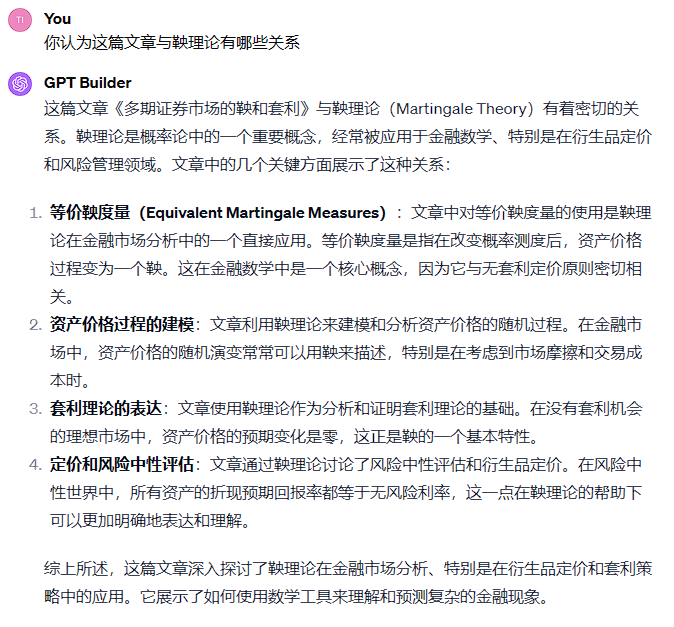 TI
You
你认为这篇文章与鞅理论有哪些关系
GPT Builder
这篇文章《多期证券市场的鞅和套利》与鞅理论（Martingale Theory）有着密切的关
系。鞅理论是概率论中的一个重要概念，经常被应用于金融数学、特别是在衍生品定价
和风险管理领域。文章中的几个关键方面展示了这种关系：
1. 等价鞅度量（Equivalent Martingale Measures）：文章中对等价鞅度量的使用是鞅理
论在金融市场分析中的一个直接应用。等价鞅度量是指在改变概率测度后，资产价格
过程变为一个鞅。这在金融数学中是一个核心概念，因为它与无套利定价原则密切相
关。
2. 资产价格过程的建模：文章利用鞅理论来建模和分析资产价格的随机过程。在金融市
场中，资产价格的随机演变常常可以用鞅来描述，特别是在考虑到市场摩擦和交易成
本时。
3. 套利理论的表达：文章使用鞅理论作为分析和证明套利理论的基础。在没有套利机会
的理想市场中，资产价格的预期变化是零，这正是鞅的一个基本特性。
4. 定价和风险中性评估：文章通过鞅理论讨论了风险中性评估和衍生品定价。在风险中
性世界中，所有资产的折现预期回报率都等于无风险利率，这一点在鞅理论的帮助下
可以更加明确地表达和理解。
综上所述，这篇文章深入探讨了鞅理论在金融市场分析、特别是在衍生品定价和套利策
略中的应用。它展示了如何使用数学工具来理解和预测复杂的金融现象。